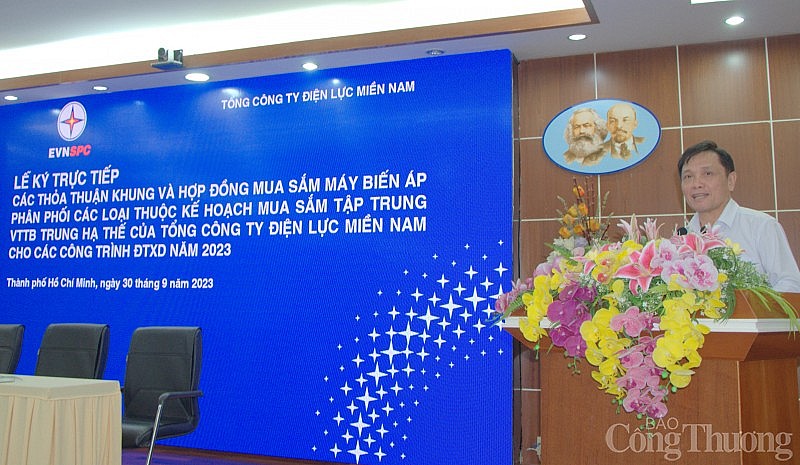 TỔNG CÔNG TY ĐIỆN LỰC MIỀN NAM
EVNSPC
LỄ KÝ TRỰC TIẾP
CÁC THỎA THUẬN KHUNG VÀ HỢP ĐỒNG MUA SẮM MÁY BIẾN ÁP
PHÂN PHỐI CÁC LOẠI THUỘC KẾ HOẠCH MUA SẮM TẬP TRUNG
VTTB TRUNG HẠ THẾ CỦA TỔNG CÔNG TY ĐIỆN LỰC MIỀN NAM
CHO CÁC CÔNG TRÌNH ĐTXD NĂM 2023
Thành phố Hồ Chí Minh, ngày 30 tháng 9 năm 2023
BÁO
Công Thương